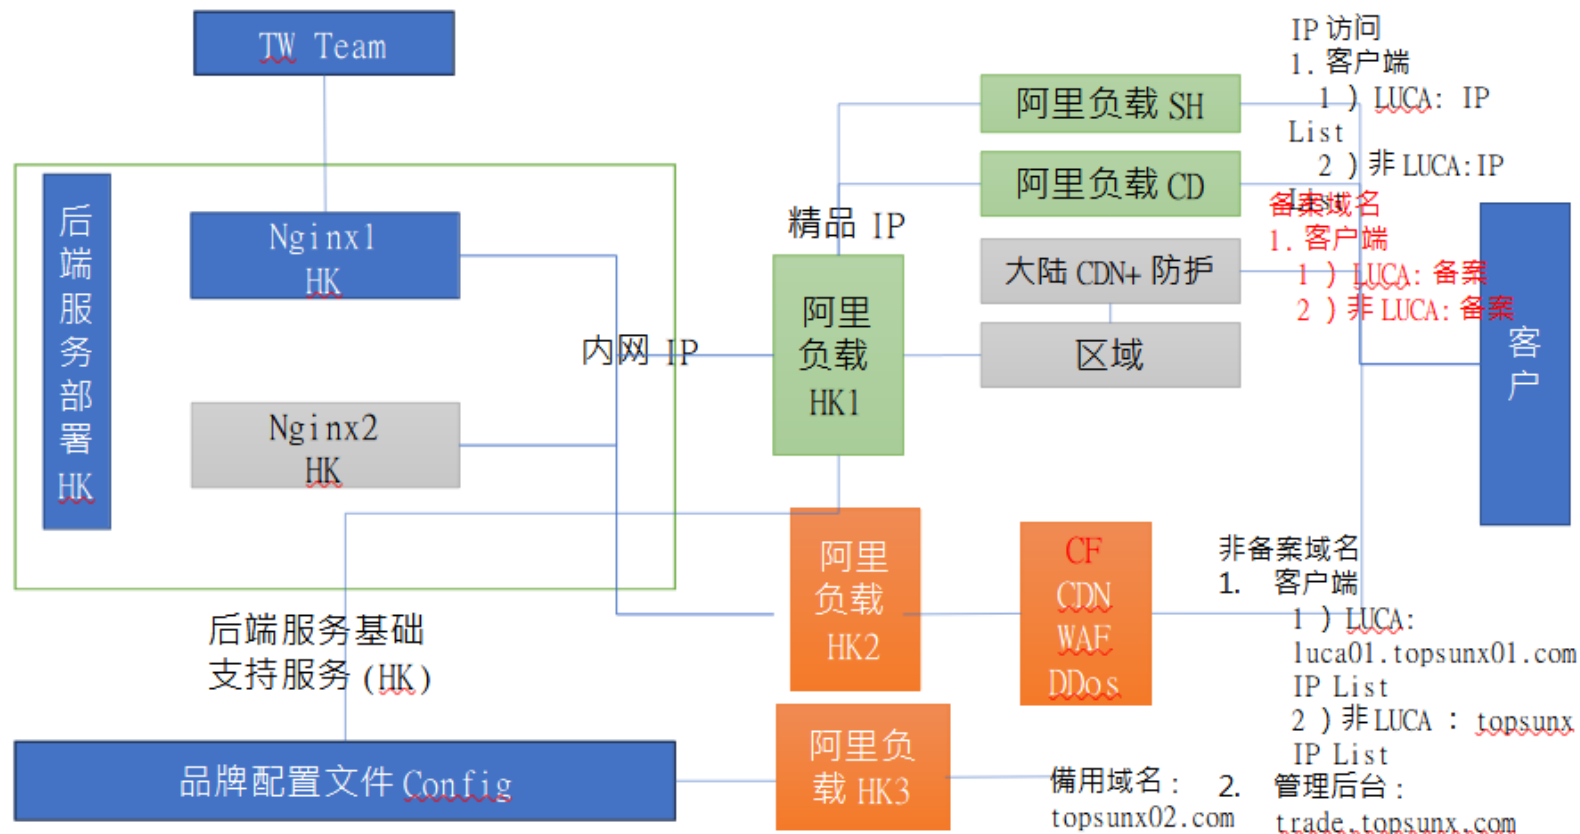 TW Team
后
端
服
务
部
署
HK
Nginx1
HK
Nginx2
HK
内网 IP
精品 IP
阿里
负载
HK1
阿里负载 SH
阿里负载 CD
大陆 CDN+ 防护
区域
IP 访问
1. 客户端
1 ) LUCA: IP
List
2 ) 非 LUCA:IP
List
备案域名
1. 客户端
1 ) LUCA: 备案
2 ) 非 LUCA: 备案
客
户
后端服务基础
支持服务 (HK)
阿里
负载
HK2
CF
CDN
WAF
DDos
非备案域名
1. 客户端
1 ) LUCA:
luca01.topsunx01.com
IP List
2 ) 非LUCA : topsunx
IP List
2. 管理后台 :
trade.topsunx.com
品牌配置文件 Config
阿里负
载 HK3
備用域名 :
topsunx02.com